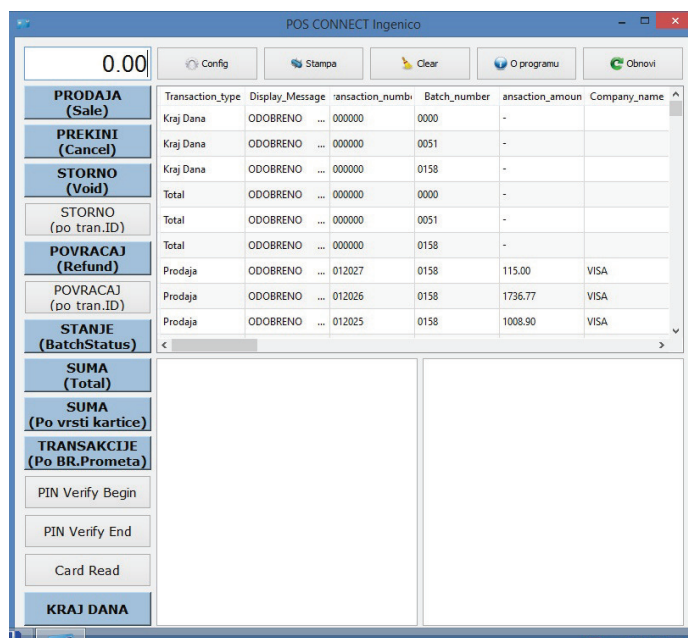 POS CONNECT Ingenico
0.00
Config
Stampa
Clear
O programu
Obnovi
PRODAJA
(Sale)
PREKINI
(Cancel)
STORNO
(Void)
STORNO
(po tran.ID)
POVRACAJ
(Refund)
POVRACAJ
(po tran.ID)
STANJE
(BatchStatus)
SUMA
(Total)
SUMA
(Po vrsti kartice)
TRANSAKCIJE
(Po BR.Prometa)
PIN Verify Begin
PIN Verify End
Card Read
KRAJ DANA
Transaction_type Display_Message ransaction_numbe Batch_number ansaction_amoun Company_name
Kraj Dana ODOBRENO ... 000000 0000 -
Kraj Dana ODOBRENO ... 000000 0051 -
Kraj Dana ODOBRENO ... 000000 0158 -
Total ODOBRENO ... 000000 0000 -
Total ODOBRENO ... 000000 0051 -
Total ODOBRENO ... 000000 0158 -
Prodaja ODOBRENO ... 012027 0158 115.00 VISA
Prodaja ODOBRENO ... 012026 0158 1736.77 VISA
Prodaja ODOBRENO ... 012025 0158 1008.90 VISA